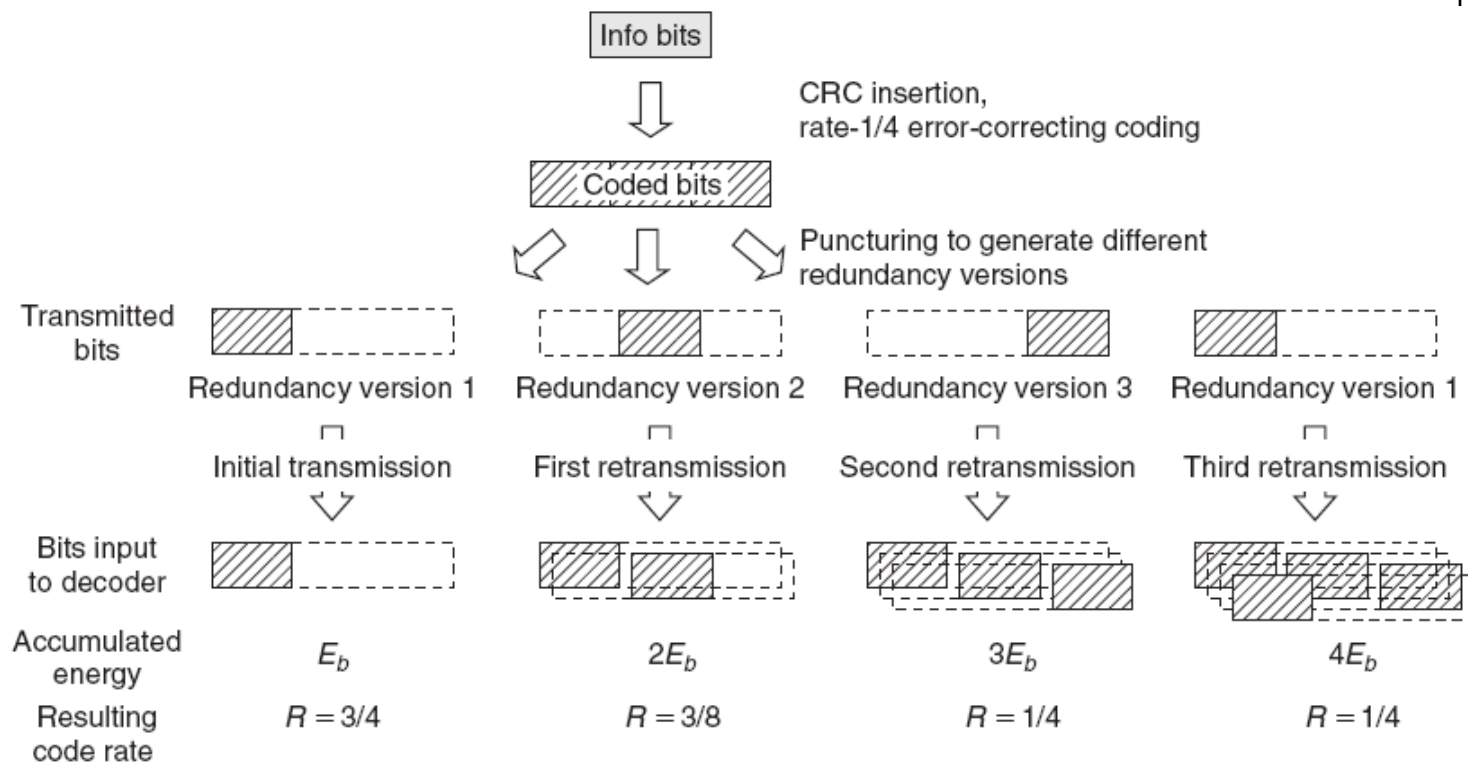 Info bits
CRC insertion,
rate-1/4 error-correcting coding
Coded bits
Puncturing to generate different
redundancy versions
Transmitted
bits
Redundancy version 1
Redundancy version 2
Redundancy version 3
Redundancy version 1
Initial transmission
First retransmission
Second retransmission
Third retransmission
Bits input
to decoder
Accumulated
energy
E_b
2E_b
3E_b
4E_b
Resulting
code rate
R = 3/4
R = 3/8
R = 1/4
R = 1/4